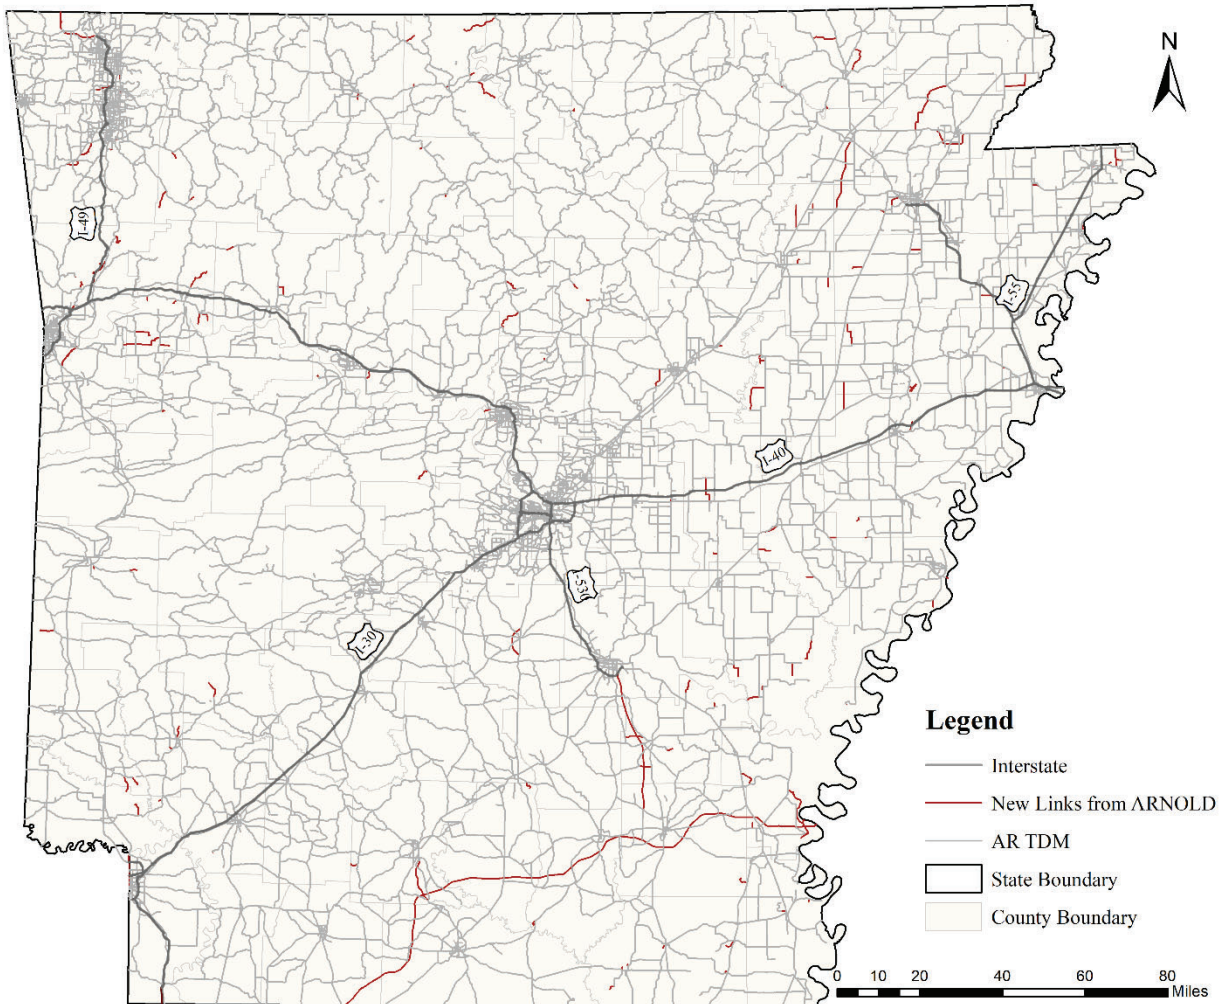 N
I-49
I-55
I-40
I-530
I-30
Legend
Interstate
New Links from ARNOLD
AR TDM
State Boundary
County Boundary
0 10 20 40 60 80
Miles